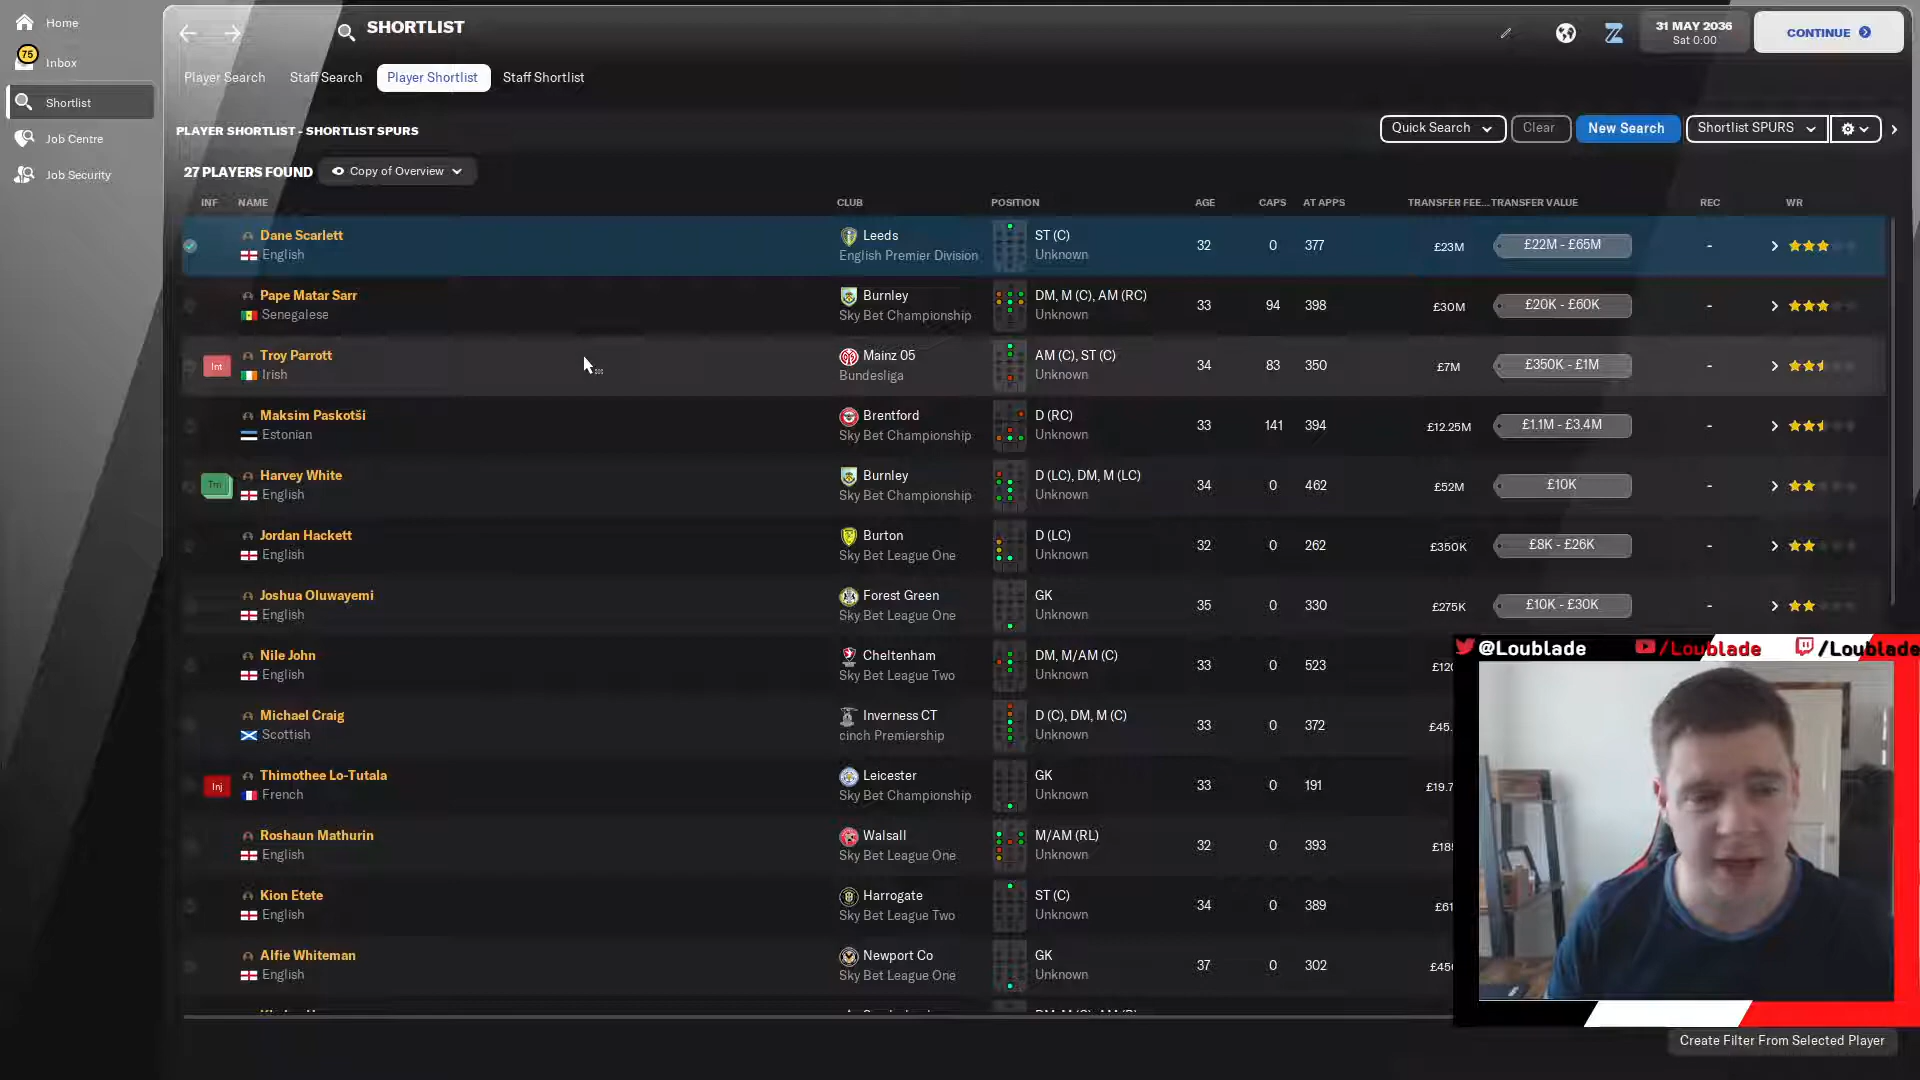 Home
75
Inbox
Shortlist
Job Centre
Job Security
SHORTLIST
31 MAY 2036
Sat 0:00
CONTINUE
Player Search
Staff Search
Player Shortlist
Staff Shortlist
PLAYER SHORTLIST - SHORTLIST SPURS
Quick Search
Clear
New Search
Shortlist SPURS
27 PLAYERS FOUND
Copy of Overview
INF NAME CLUB POSITION AGE CAPS AT APPS TRANSFER FEE... TRANSFER VALUE REC WR
Dane Scarlett Leeds ST (C) 32 0 377 £23M £22M - £65M -
English English Premier Division Unknown
Pape Matar Sarr Burnley DM, M (C), AM (RC) 33 94 398 £30M £20K - £60K -
Senegalese Sky Bet Championship Unknown
Int Troy Parrott Mainz 05 AM (C), ST (C) 34 83 350 £7M £350K - £1M -
Irish Bundesliga Unknown
Maksim Paskotši Brentford D (RC) 33 141 394 £12.25M £1.1M - £3.4M -
Estonian Sky Bet Championship Unknown
Trn Harvey White Burnley D (LC), DM, M (LC) 34 0 462 £52M £10K -
English Sky Bet Championship Unknown
Jordan Hackett Burton D (LC) 32 0 262 £350K £8K - £26K -
English Sky Bet League One Unknown
Joshua Oluwayemi Forest Green GK 35 0 330 £275K £10K - £30K -
English Sky Bet League One Unknown
Nile John Cheltenham DM, M/AM (C) 33 0 523
English Sky Bet League Two Unknown
Michael Craig Inverness CT D (C), DM, M (C) 33 0 372
Scottish cinch Premiership Unknown
Inj Thimothee Lo-Tutala Leicester GK 33 0 191
French Sky Bet Championship Unknown
Roshaun Mathurin Walsall M/AM (RL) 32 0 393
English Sky Bet League One Unknown
Kion Etete Harrogate ST (C) 34 0 389
English Sky Bet League Two Unknown
Alfie Whiteman Newport Co GK 37 0 302
English Sky Bet League One Unknown
@Loublade /Loublade /Loublade
Create Filter From Selected Player